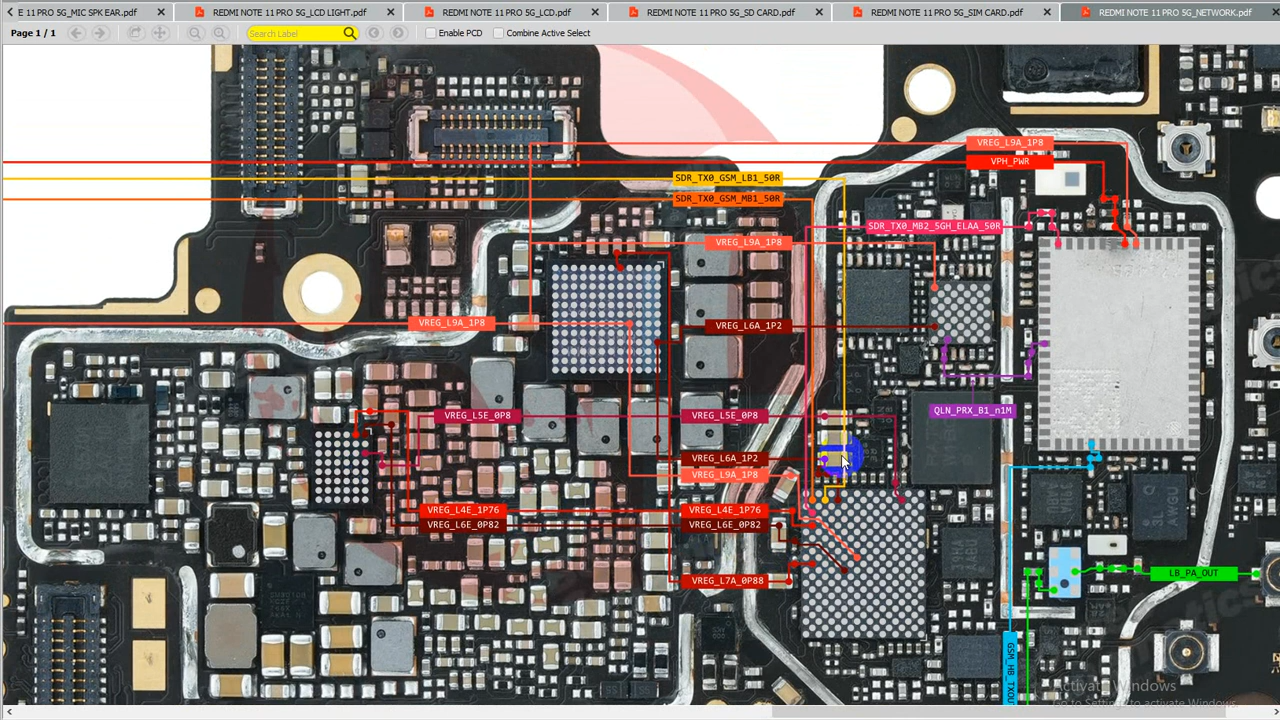 E 11 PRO 5G_MIC SPK EAR.pdf
REDMI NOTE 11 PRO 5G_LCD LIGHT.pdf
REDMI NOTE 11 PRO 5G_LCD.pdf
REDMI NOTE 11 PRO 5G_SD CARD.pdf
REDMI NOTE 11 PRO 5G_SIM CARD.pdf
REDMI NOTE 11 PRO 5G_NETWORK.pdf
Page 1 / 1
Search Label
Enable PCD
Combine Active Select
VREG_L9A_1P8
VPH_PWR
SDR_TX0_GSM_LB1_50R
SDR_TX0_GSM_MB1_50R
SDR_TX0_MB2_5GH_ELAA_50R
VREG_L9A_1P8
VREG_L9A_1P8
VREG_L6A_1P2
QLN_PRX_B1_n1M
VREG_L5E_0P8
VREG_L5E_0P8
VREG_L6A_1P2
VREG_L9A_1P8
VREG_L4E_1P76
VREG_L4E_1P76
VREG_L6E_0P82
VREG_L6E_0P82
VREG_L7A_0P88
LB_PA_OUT
GSM_HB_TXOU
Activate Windows
Go to Settings to activate Windows.